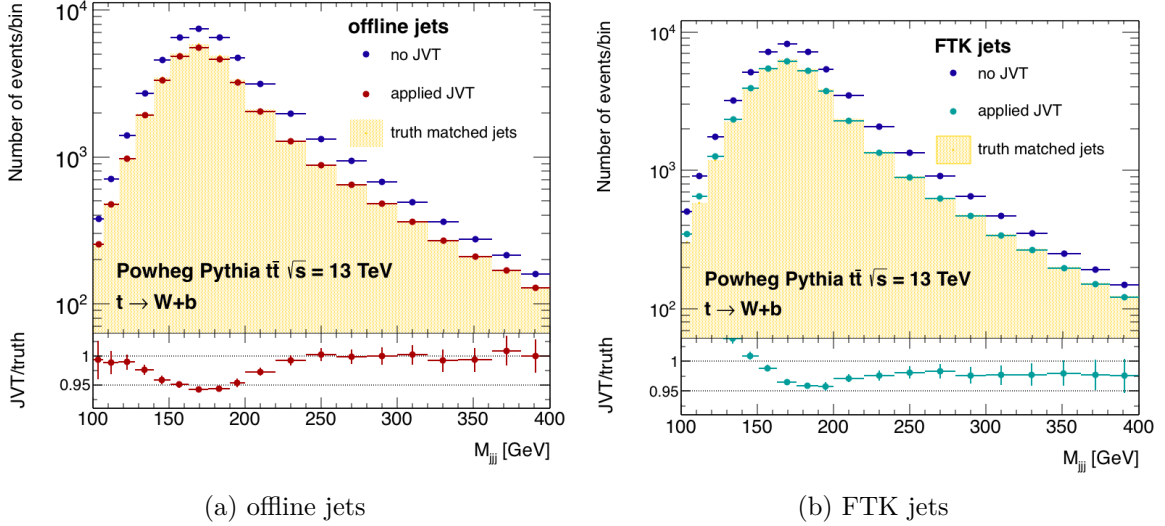 Number of events/bin
10⁴
10³
10²
offline jets
no JVT
applied JVT
truth matched jets
Powheg Pythia tt̄ √s = 13 TeV
t → W+b
JVT/truth
1
0.95
100 150 200 250 300 350 400
M_jjj [GeV]
(a) offline jets
Number of events/bin
10⁴
10³
10²
FTK jets
no JVT
applied JVT
truth matched jets
Powheg Pythia tt̄ √s = 13 TeV
t → W+b
JVT/truth
1
0.95
100 150 200 250 300 350 400
M_jjj [GeV]
(b) FTK jets